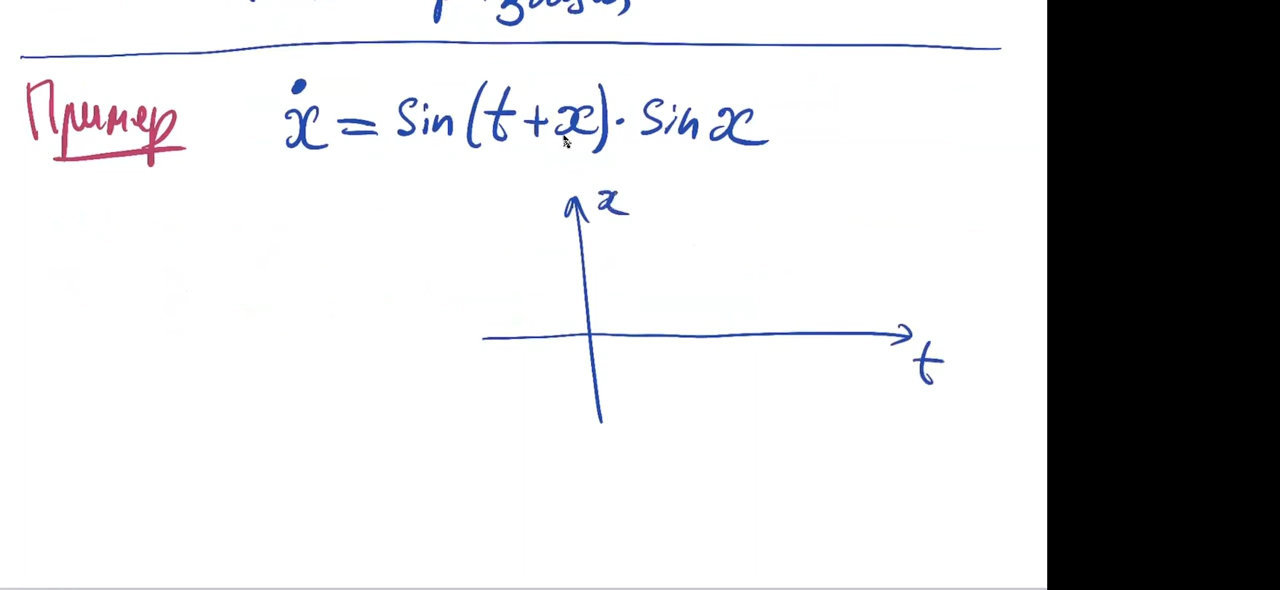 Пример ẋ = sin(t+x)·sin x
x
t